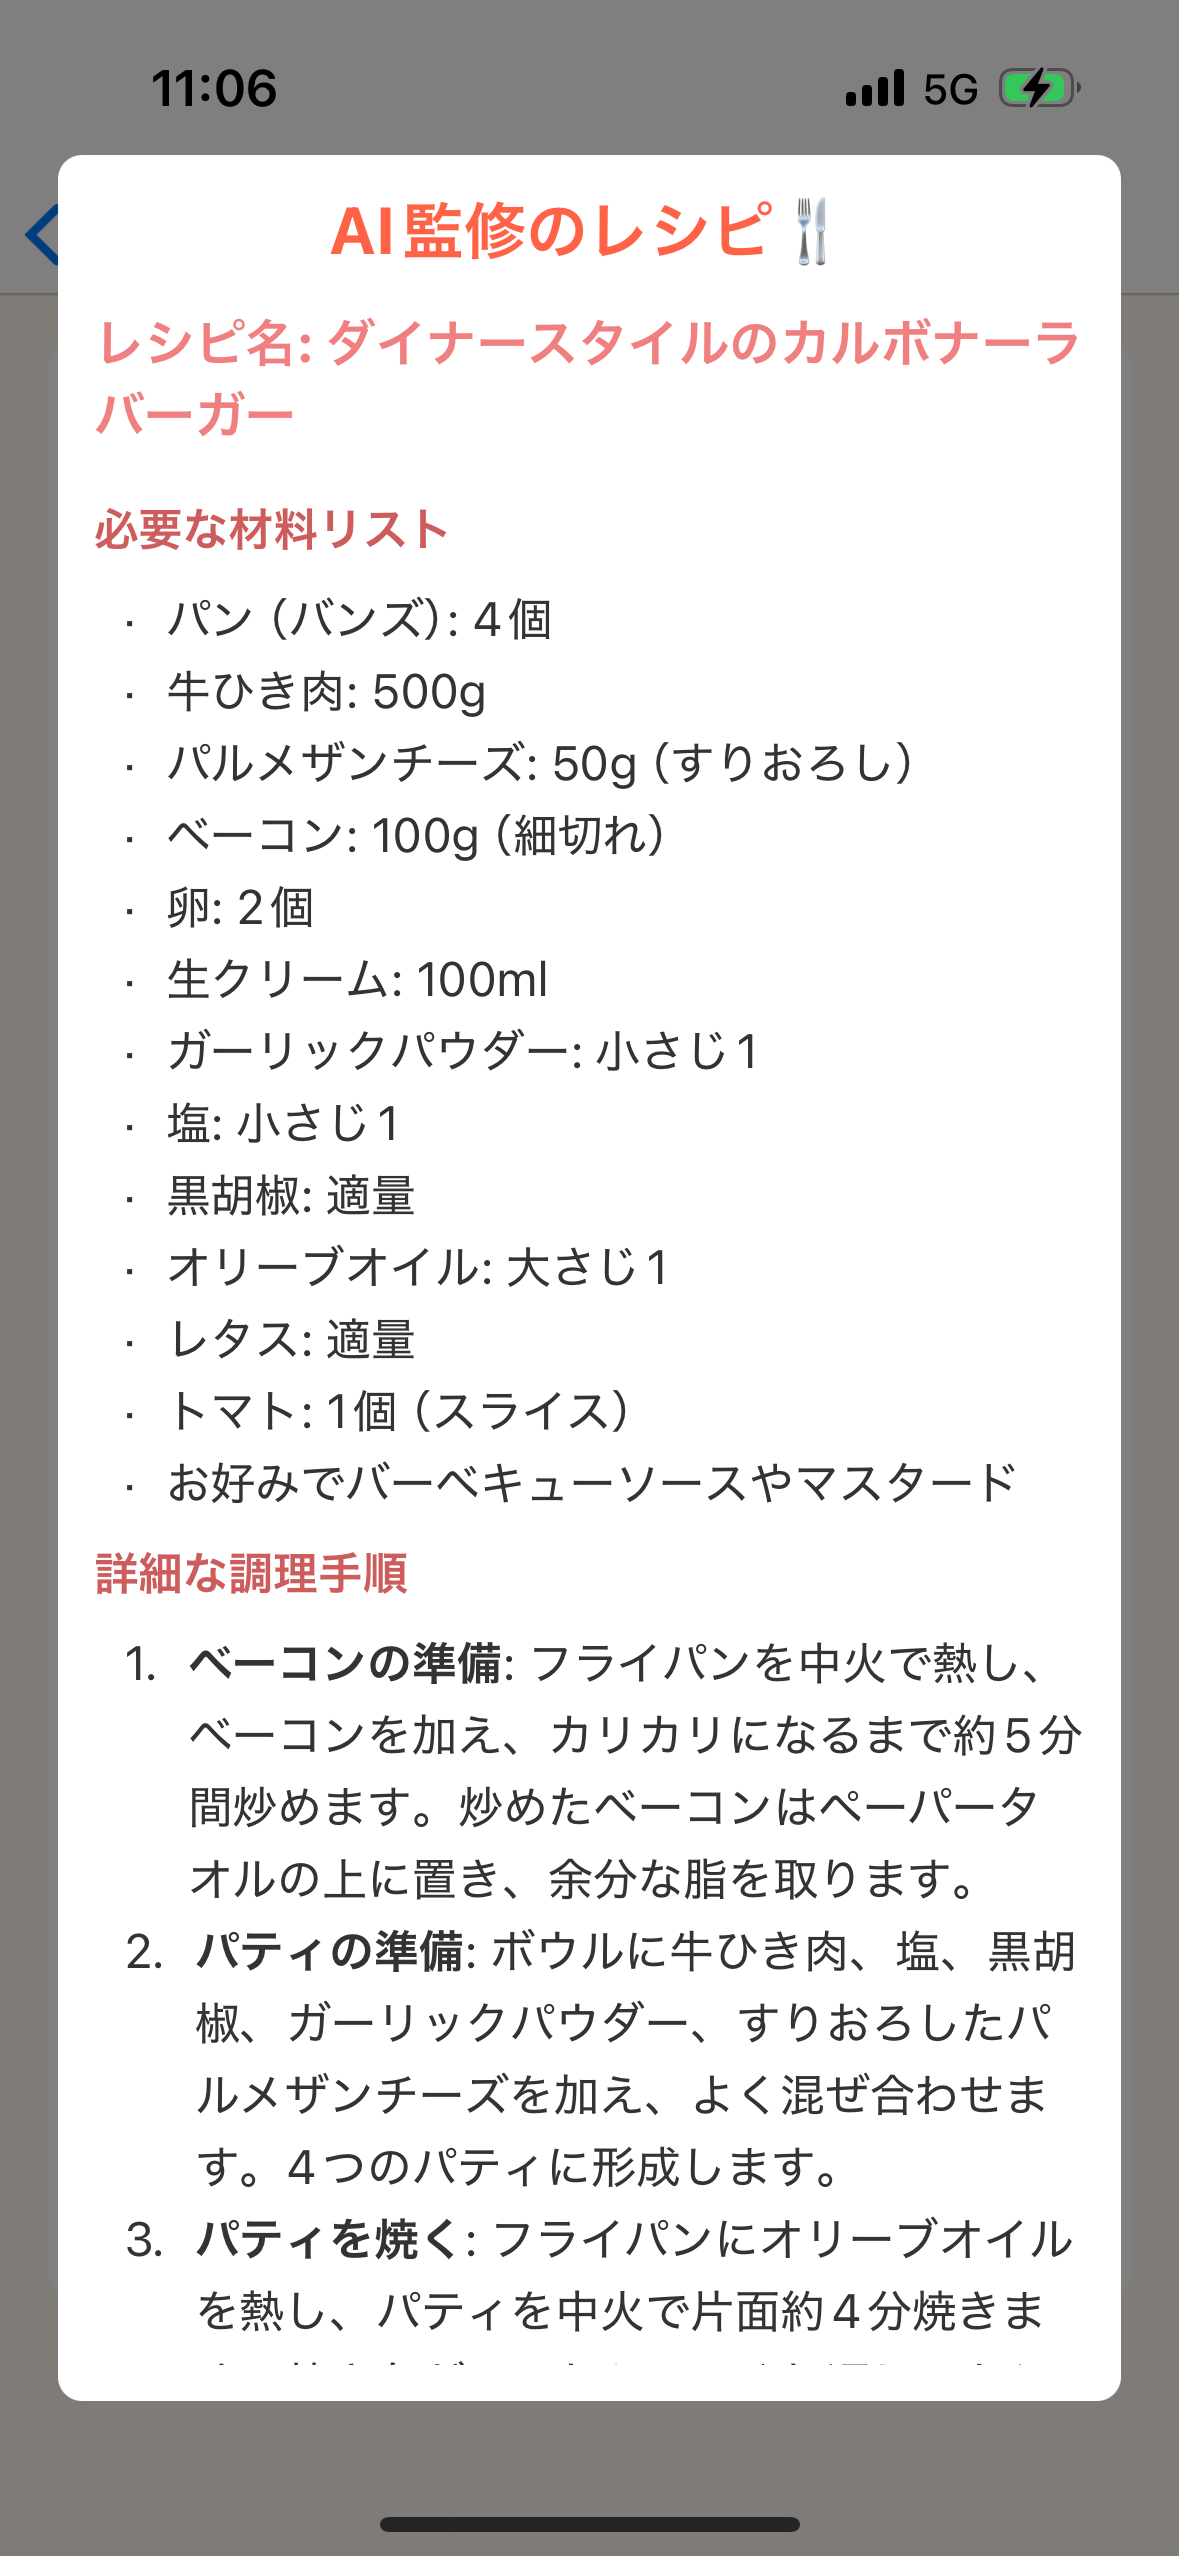 11:06
5G
AI監修のレシピ🍴
レシピ名: ダイナースタイルのカルボナーラ
バーガー
必要な材料リスト
· パン（バンズ）: 4個
· 牛ひき肉: 500g
· パルメザンチーズ: 50g（すりおろし）
· ベーコン: 100g（細切れ）
· 卵: 2個
· 生クリーム: 100ml
· ガーリックパウダー: 小さじ1
· 塩: 小さじ1
· 黒胡椒: 適量
· オリーブオイル: 大さじ1
· レタス: 適量
· トマト: 1個（スライス）
· お好みでバーベキューソースやマスタード
詳細な調理手順
1. ベーコンの準備: フライパンを中火で熱し、
ベーコンを加え、カリカリになるまで約5分
間炒めます。炒めたベーコンはペーパータ
オルの上に置き、余分な脂を取ります。
2. パティの準備: ボウルに牛ひき肉、塩、黒胡
椒、ガーリックパウダー、すりおろしたパ
ルメザンチーズを加え、よく混ぜ合わせま
す。4つのパティに形成します。
3. パティを焼く: フライパンにオリーブオイル
を熱し、パティを中火で片面約4分焼きま